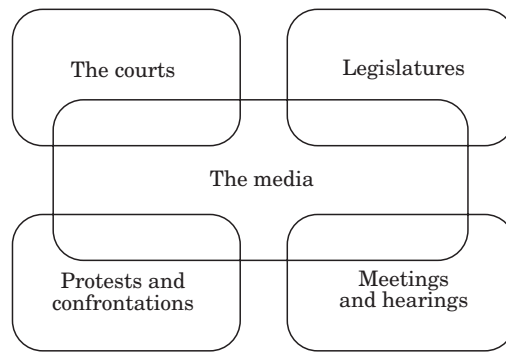 The courts
Legislatures
The media
Protests and
confrontations
Meetings
and hearings